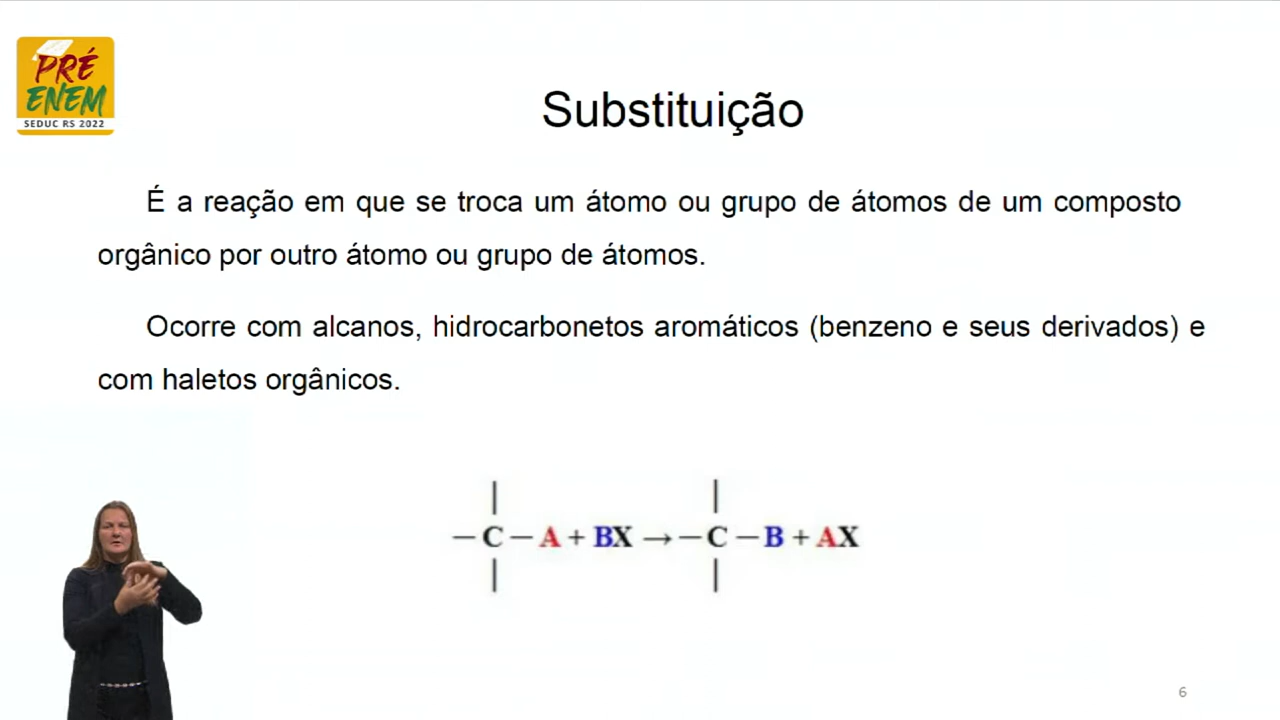 PRÉ
ENEM
SEDUC RS 2022
Substituição
É a reação em que se troca um átomo ou grupo de átomos de um composto
orgânico por outro átomo ou grupo de átomos.
Ocorre com alcanos, hidrocarbonetos aromáticos (benzeno e seus derivados) e
com haletos orgânicos.
| |
— C — A + BX → — C — B + AX
| |
6